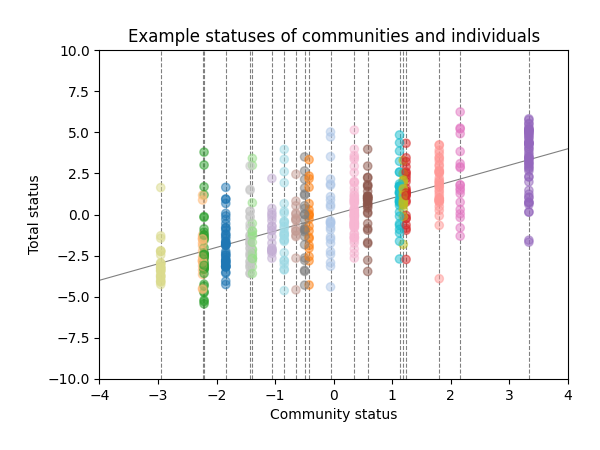 Example statuses of communities and individuals
10.0
7.5
5.0
2.5
0.0
−2.5
−5.0
−7.5
−10.0
Total status
−4 −3 −2 −1 0 1 2 3 4
Community status